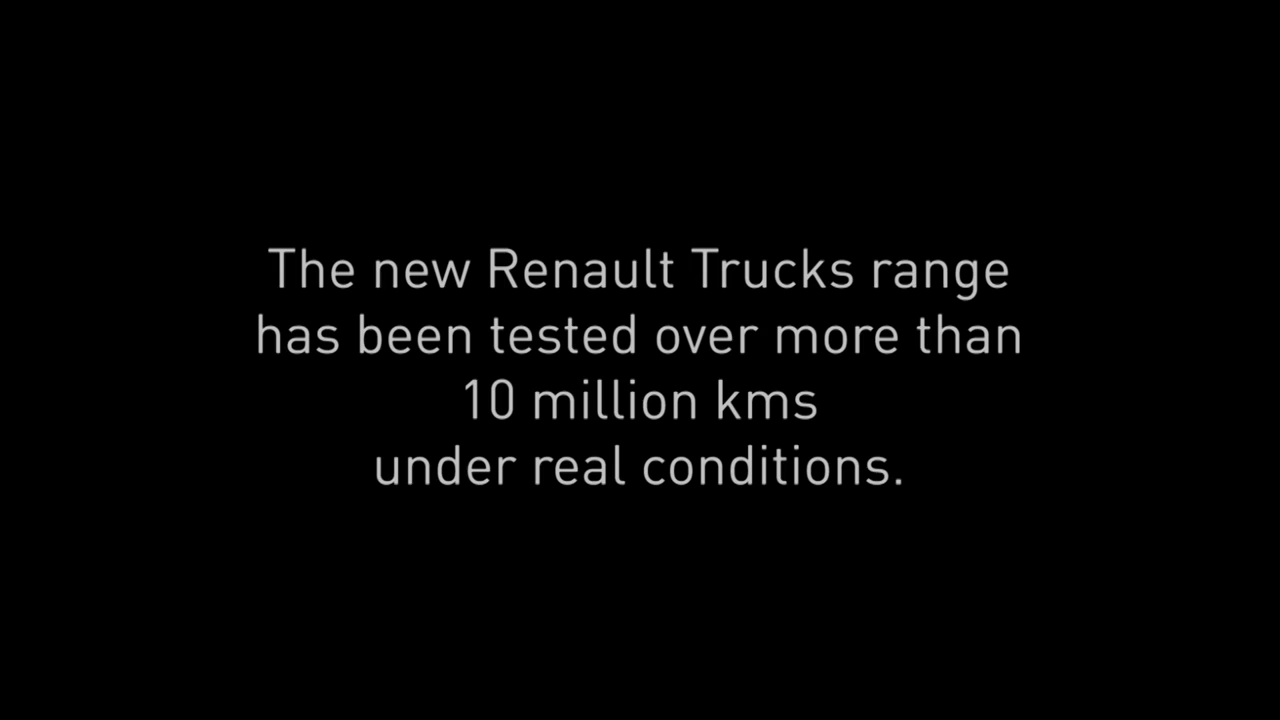 The new Renault Trucks range
has been tested over more than
10 million kms
under real conditions.